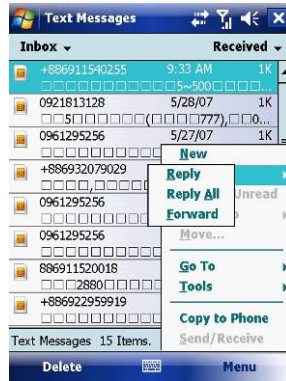 Text Messages
Inbox Received
+886911540255 9:33 AM 1K
□□□□□□□□□□5~500□□□□...
0921813128 5/28/07 1K
□□5□□□□□□(□□□□777),□□0...
0961295256 5/27/07 1K
□□□□□□□□□
New
+886932079029
Reply
□□□□,□□□□
Reply All Unread
0961295256
Forward
Move...
0961295256
□□□□□□□□□
Go To
886911520018
Tools
□□□2880□□□□
+886922959919
Copy to Phone
Text Messages 15 Items.
Send/Receive
Delete Menu